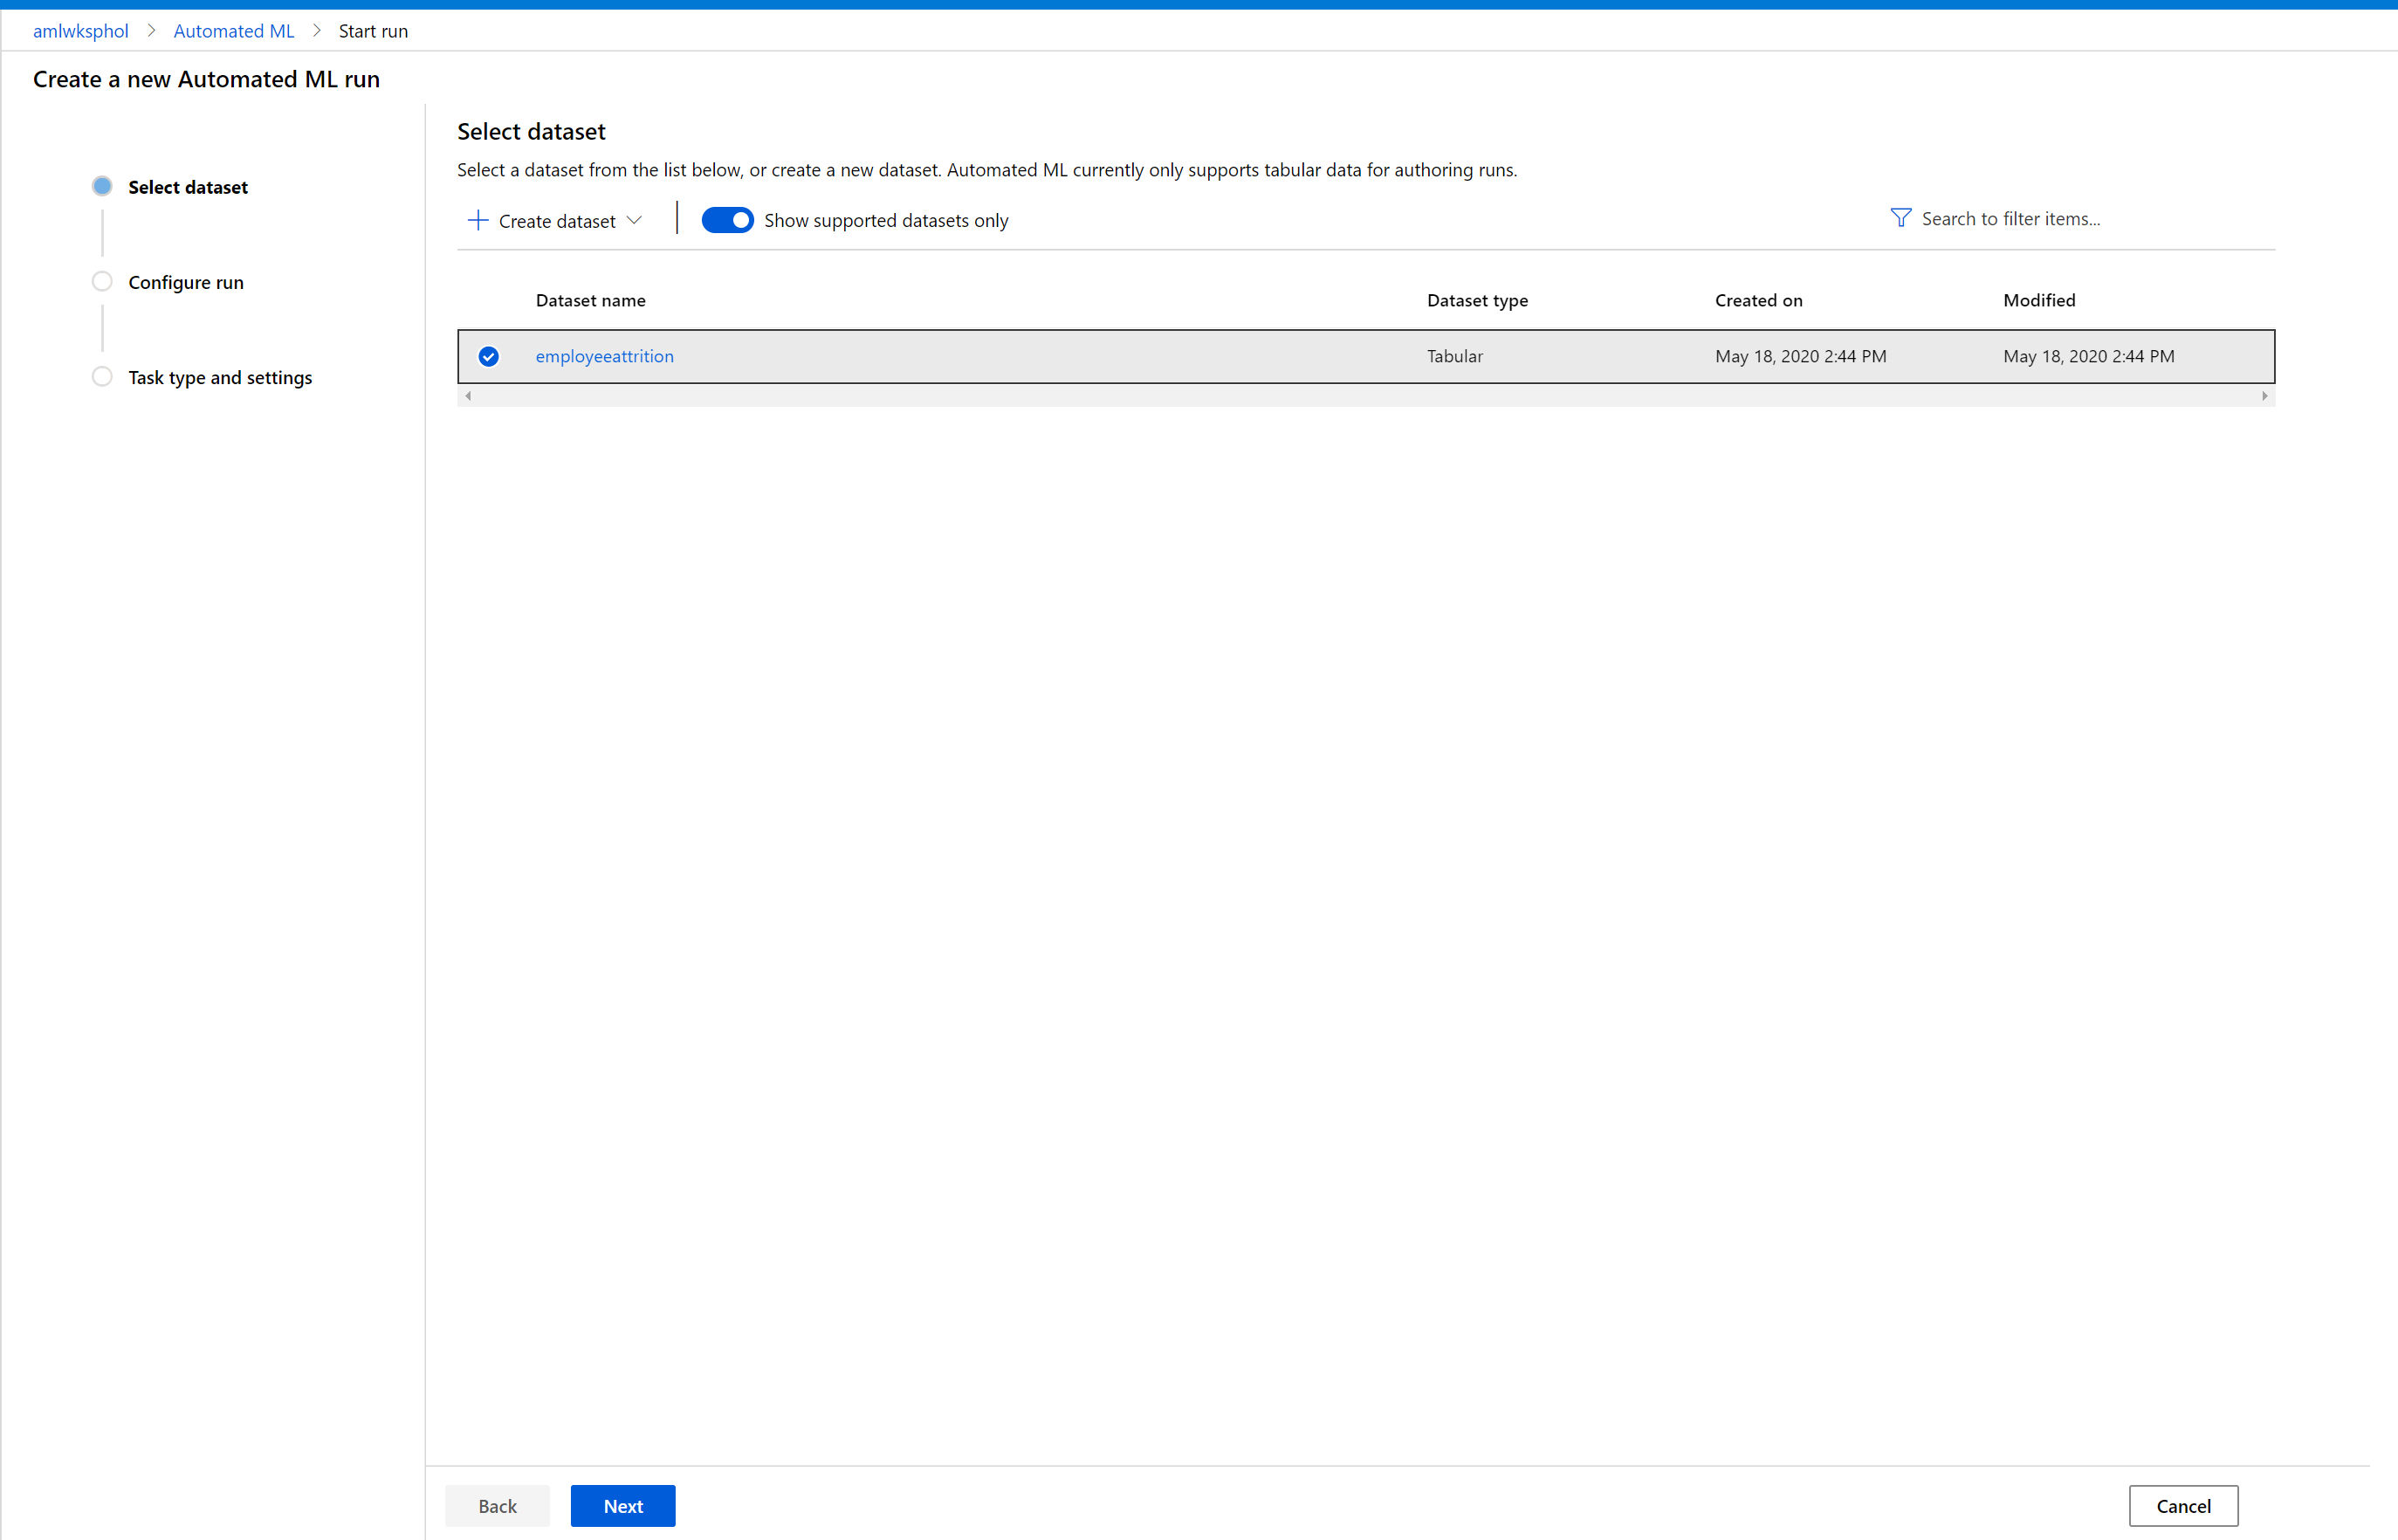 amlwksphol > Automated ML > Start run
Create a new Automated ML run
Select dataset
Configure run
Task type and settings
Select dataset
Select a dataset from the list below, or create a new dataset. Automated ML currently only supports tabular data for authoring runs.
Create dataset Show supported datasets only Search to filter items...
Dataset name Dataset type Created on Modified
employeeattrition Tabular May 18, 2020 2:44 PM May 18, 2020 2:44 PM
Back Next Cancel